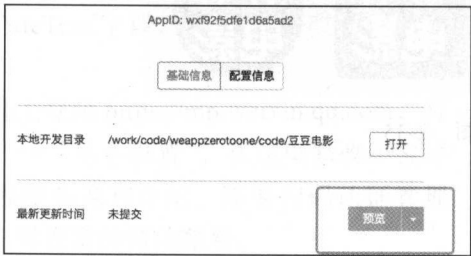 AppID: wxf92f5dfe1d6a5ad2
基础信息 配置信息
本地开发目录 /work/code/weappzerotoone/code/豆豆电影 打开
最新更新时间 未提交 预览